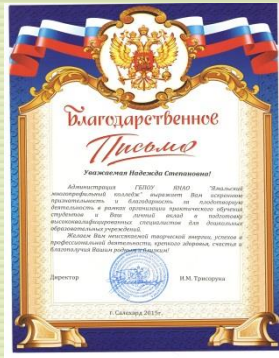 Благодарственное
Письмо
Уважаемая Надежда Степановна!
Администрация ГБПОУ ЯНАО "Ямальский
многопрофильный колледж" выражает Вам искреннюю
признательность и благодарность за плодотворную
деятельность в рамках организации практического обучения
студентов и Ваш личный вклад в подготовку
высококвалифицированных специалистов для дошкольных
образовательных учреждений.
Желаем Вам неиссякаемой творческой энергии, успехов в
профессиональной деятельности, крепкого здоровья, счастья и
благополучия Вашим родным и близким!
Директор
И.М.
г. Салехард 2015г.